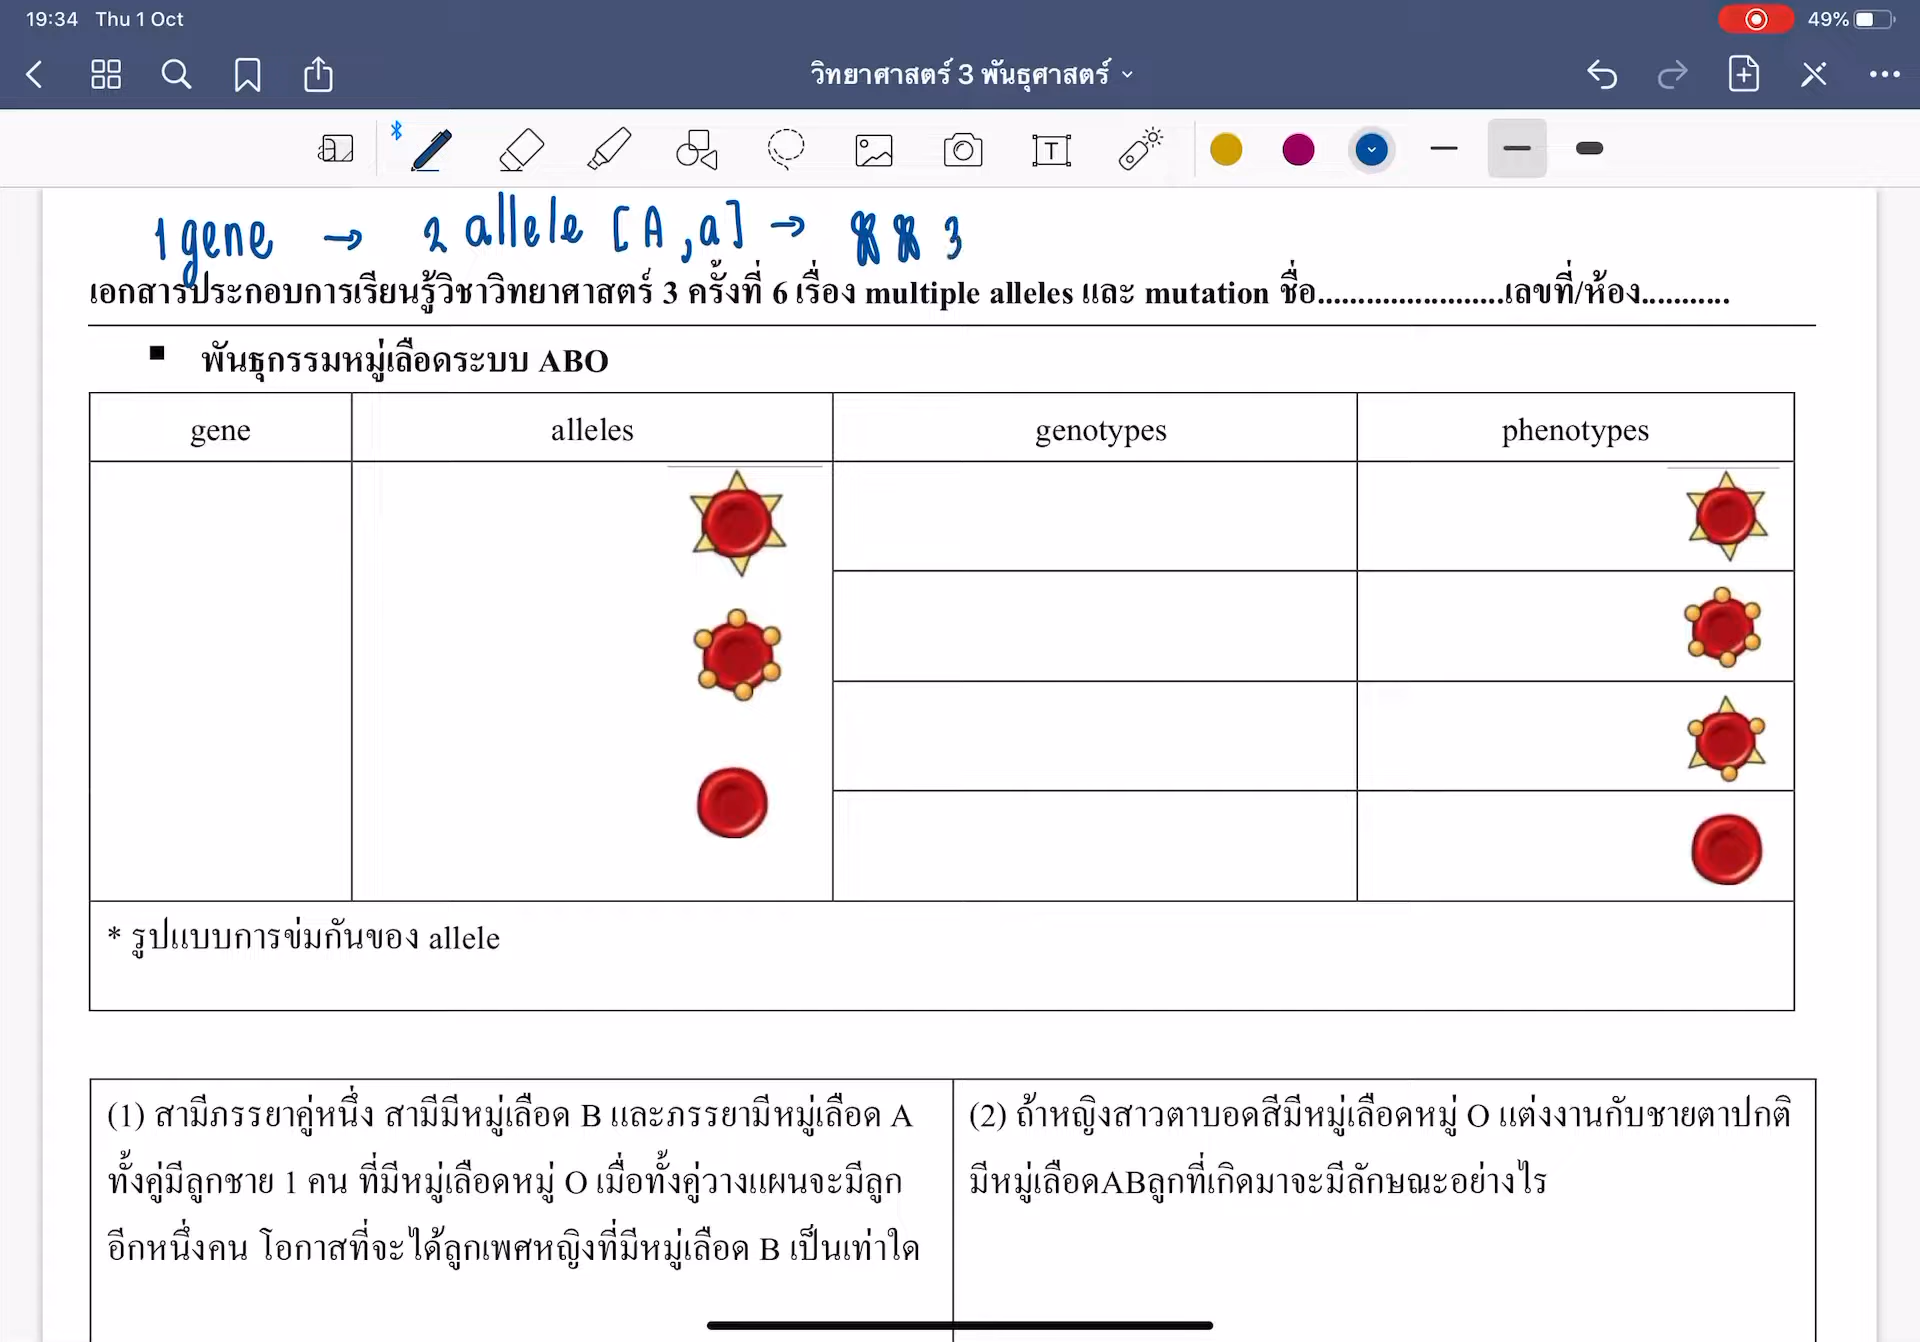 19:34 Thu 1 Oct
49%
วิทยาศาสตร์ 3 พันธุศาสตร์
1 gene → 2 allele [A, a] → 3
เอกสารประกอบการเรียนรู้วิชาวิทยาศาสตร์ 3 ครั้งที่ 6 เรื่อง multiple alleles และ mutation ชื่อ........................เลขที่/ห้อง...........
▪ พันธุกรรมหมู่เลือดระบบ ABO
gene alleles genotypes phenotypes
* รูปแบบการข่มกันของ allele
(1) สามีภรรยาคู่หนึ่ง สามีมีหมู่เลือด B และภรรยามีหมู่เลือด A
ทั้งคู่มีลูกชาย 1 คน ที่มีหมู่เลือดหมู่ O เมื่อทั้งคู่วางแผนจะมีลูก
อีกหนึ่งคน โอกาสที่จะได้ลูกเพศหญิงที่มีหมู่เลือด B เป็นเท่าใด
(2) ถ้าหญิงสาวตาบอดสีมีหมู่เลือดหมู่ O แต่งงานกับชายตาปกติ
มีหมู่เลือดABลูกที่เกิดมาจะมีลักษณะอย่างไร